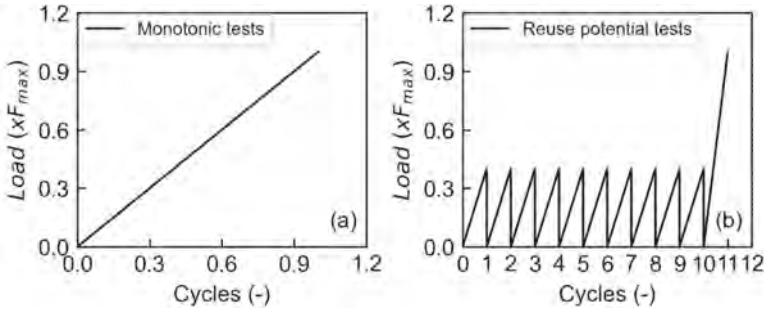 1.2
0.9
0.6
0.3
0.0
Load (xFmax)
Monotonic tests
(a)
0.0 0.3 0.6 0.9 1.2
Cycles (-)
1.2
0.9
0.6
0.3
0.0
Load (xFmax)
Reuse potential tests
(b)
0 1 2 3 4 5 6 7 8 9 10 11 12
Cycles (-)